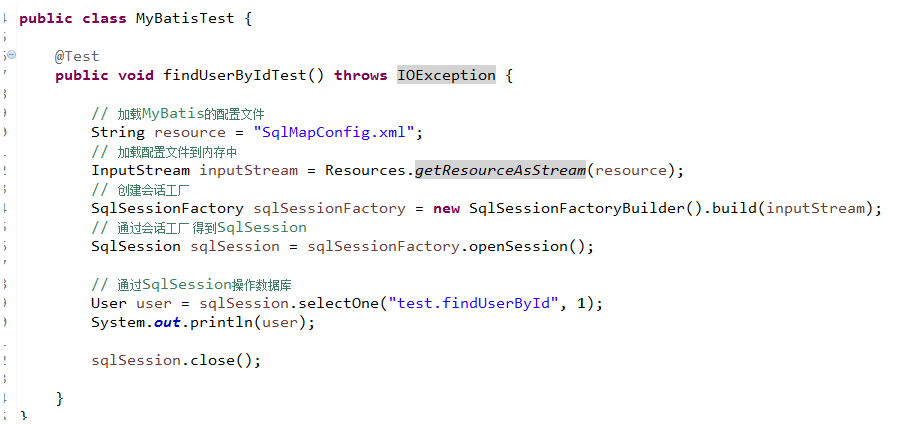 public class MyBatisTest {
@Test
public void findUserByIdTest() throws IOException {
// 加载MyBatis的配置文件
String resource = "SqlMapConfig.xml";
// 加载配置文件到内存中
InputStream inputStream = Resources.getResourceAsStream(resource);
// 创建会话工厂
SqlSessionFactory sqlSessionFactory = new SqlSessionFactoryBuilder().build(inputStream);
// 通过会话工厂得到SqlSession
SqlSession sqlSession = sqlSessionFactory.openSession();
// 通过SqlSession操作数据库
User user = sqlSession.selectOne("test.findUserById", 1);
System.out.println(user);
sqlSession.close();
}
}